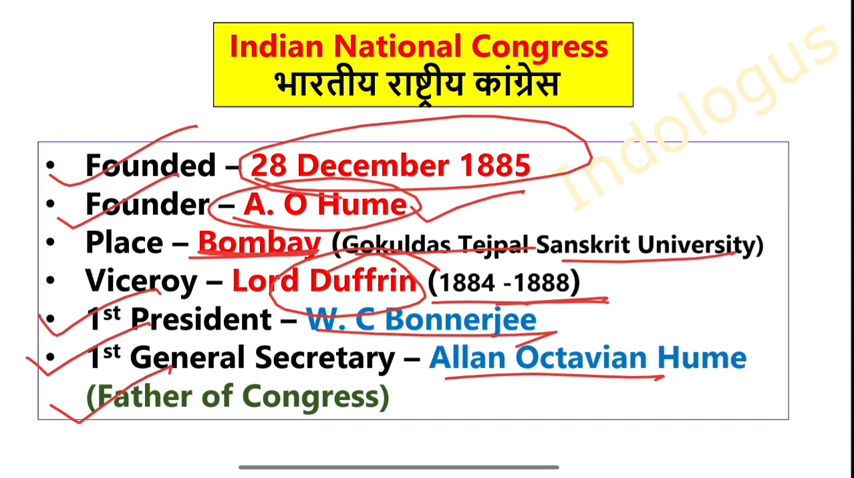 Indian National Congress
भारतीय राष्ट्रीय कांग्रेस
Indologus
• Founded – 28 December 1885
• Founder – A. O Hume
• Place – Bombay (Gokuldas Tejpal Sanskrit University)
• Viceroy – Lord Duffrin (1884 -1888)
• 1st President – W. C Bonnerjee
• 1st General Secretary – Allan Octavian Hume
(Father of Congress)